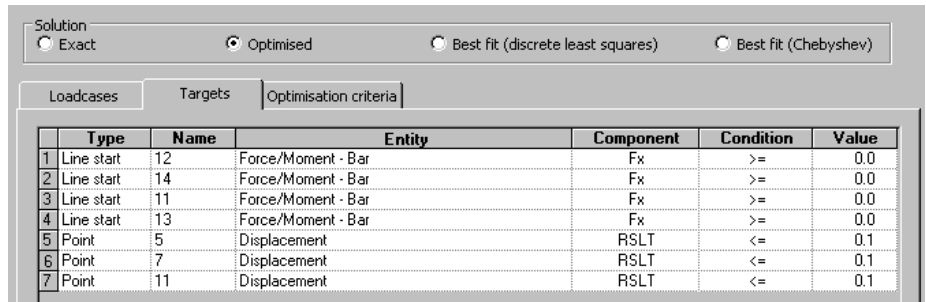 Solution
Exact Optimised Best fit (discrete least squares) Best fit (Chebyshev)
Loadcases Targets Optimisation criteria
Type Name Entity Component Condition Value
1 Line start 12 Force/Moment - Bar Fx >= 0.0
2 Line start 14 Force/Moment - Bar Fx >= 0.0
3 Line start 11 Force/Moment - Bar Fx >= 0.0
4 Line start 13 Force/Moment - Bar Fx >= 0.0
5 Point 5 Displacement RSLT <= 0.1
6 Point 7 Displacement RSLT <= 0.1
7 Point 11 Displacement RSLT <= 0.1